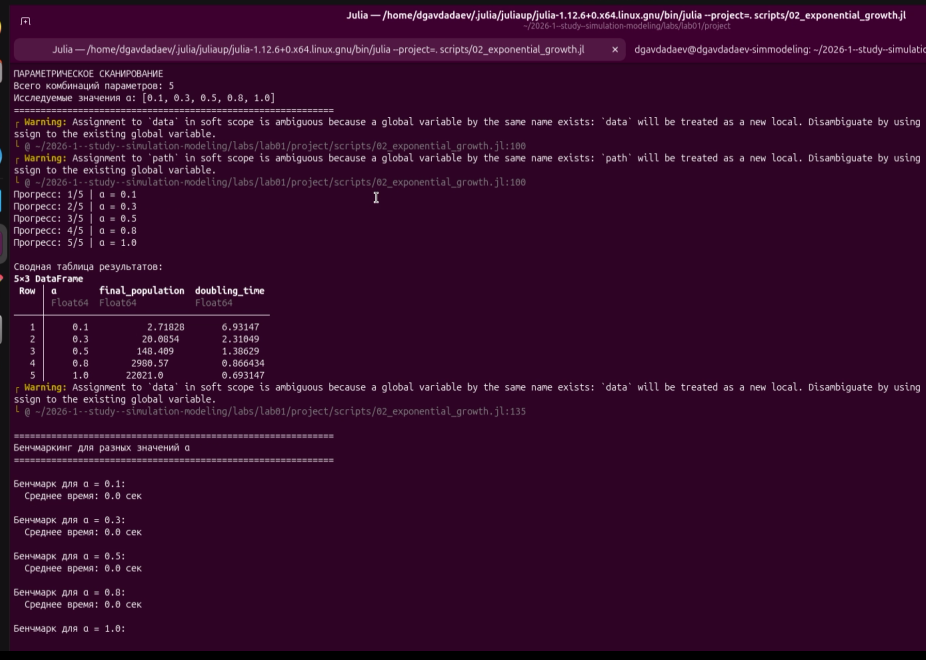 Julia — /home/dgavdadaev/.julia/juliaup/julia-1.12.6+0.x64.linux.gnu/bin/julia --project=. scripts/02_exponential_growth.jl
~/2026-1--study--simulation-modeling/labs/lab01/project
Julia — /home/dgavdadaev/.julia/juliaup/julia-1.12.6+0.x64.linux.gnu/bin/julia --project=. scripts/02_exponential_growth.jl × dgavdadaev@dgavdadaev-simmodeling: ~/2026-1--study--simulatio
ПАРАМЕТРИЧЕСКОЕ СКАНИРОВАНИЕ
Всего комбинаций параметров: 5
Исследуемые значения α: [0.1, 0.3, 0.5, 0.8, 1.0]
============================================================
┌ Warning: Assignment to `data` in soft scope is ambiguous because a global variable by the same name exists: `data` will be treated as a new local. Disambiguate by using
ssign to the existing global variable.
└ @ ~/2026-1--study--simulation-modeling/labs/lab01/project/scripts/02_exponential_growth.jl:100
┌ Warning: Assignment to `path` in soft scope is ambiguous because a global variable by the same name exists: `path` will be treated as a new local. Disambiguate by using
ssign to the existing global variable.
└ @ ~/2026-1--study--simulation-modeling/labs/lab01/project/scripts/02_exponential_growth.jl:100
Прогресс: 1/5 | α = 0.1
Прогресс: 2/5 | α = 0.3
Прогресс: 3/5 | α = 0.5
Прогресс: 4/5 | α = 0.8
Прогресс: 5/5 | α = 1.0
Сводная таблица результатов:
5×3 DataFrame
Row │ α final_population doubling_time
│ Float64 Float64 Float64
1 │ 0.1 2.71828 6.93147
2 │ 0.3 20.0854 2.31049
3 │ 0.5 148.409 1.38629
4 │ 0.8 2980.57 0.866434
5 │ 1.0 22021.0 0.693147
┌ Warning: Assignment to `data` in soft scope is ambiguous because a global variable by the same name exists: `data` will be treated as a new local. Disambiguate by using
ssign to the existing global variable.
└ @ ~/2026-1--study--simulation-modeling/labs/lab01/project/scripts/02_exponential_growth.jl:135
============================================================
Бенчмаркинг для разных значений α
============================================================
Бенчмарк для α = 0.1:
Среднее время: 0.0 сек
Бенчмарк для α = 0.3:
Среднее время: 0.0 сек
Бенчмарк для α = 0.5:
Среднее время: 0.0 сек
Бенчмарк для α = 0.8:
Среднее время: 0.0 сек
Бенчмарк для α = 1.0: